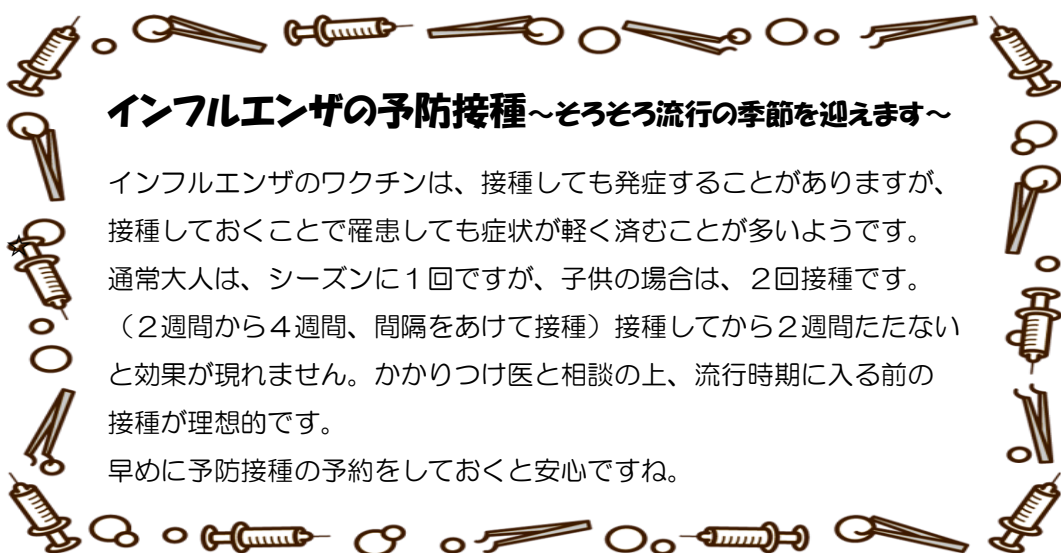 インフルエンザの予防接種～そろそろ流行の季節を迎えます～
インフルエンザのワクチンは、接種しても発症することがありますが、
接種しておくことで罹患しても症状が軽く済むことが多いようです。
通常大人は、シーズンに１回ですが、子供の場合は、２回接種です。
（２週間から４週間、間隔をあけて接種）接種してから２週間たたない
と効果が現れません。かかりつけ医と相談の上、流行時期に入る前の
接種が理想的です。
早めに予防接種の予約をしておくと安心ですね。